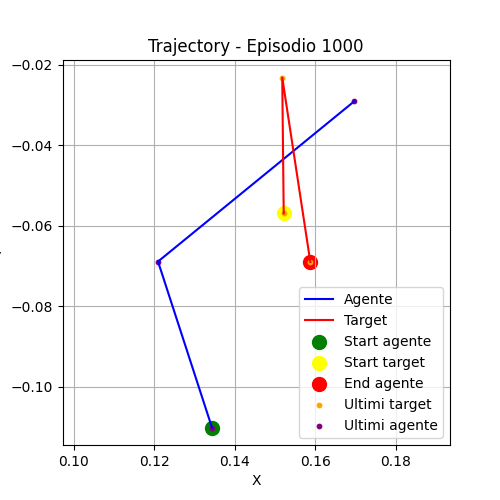 Trajectory - Episodio 1000
−0.02
−0.04
−0.06
−0.08
−0.10
0.10
0.12
0.14
0.16
0.18
X
Agente
Target
Start agente
Start target
End agente
Ultimi target
Ultimi agente